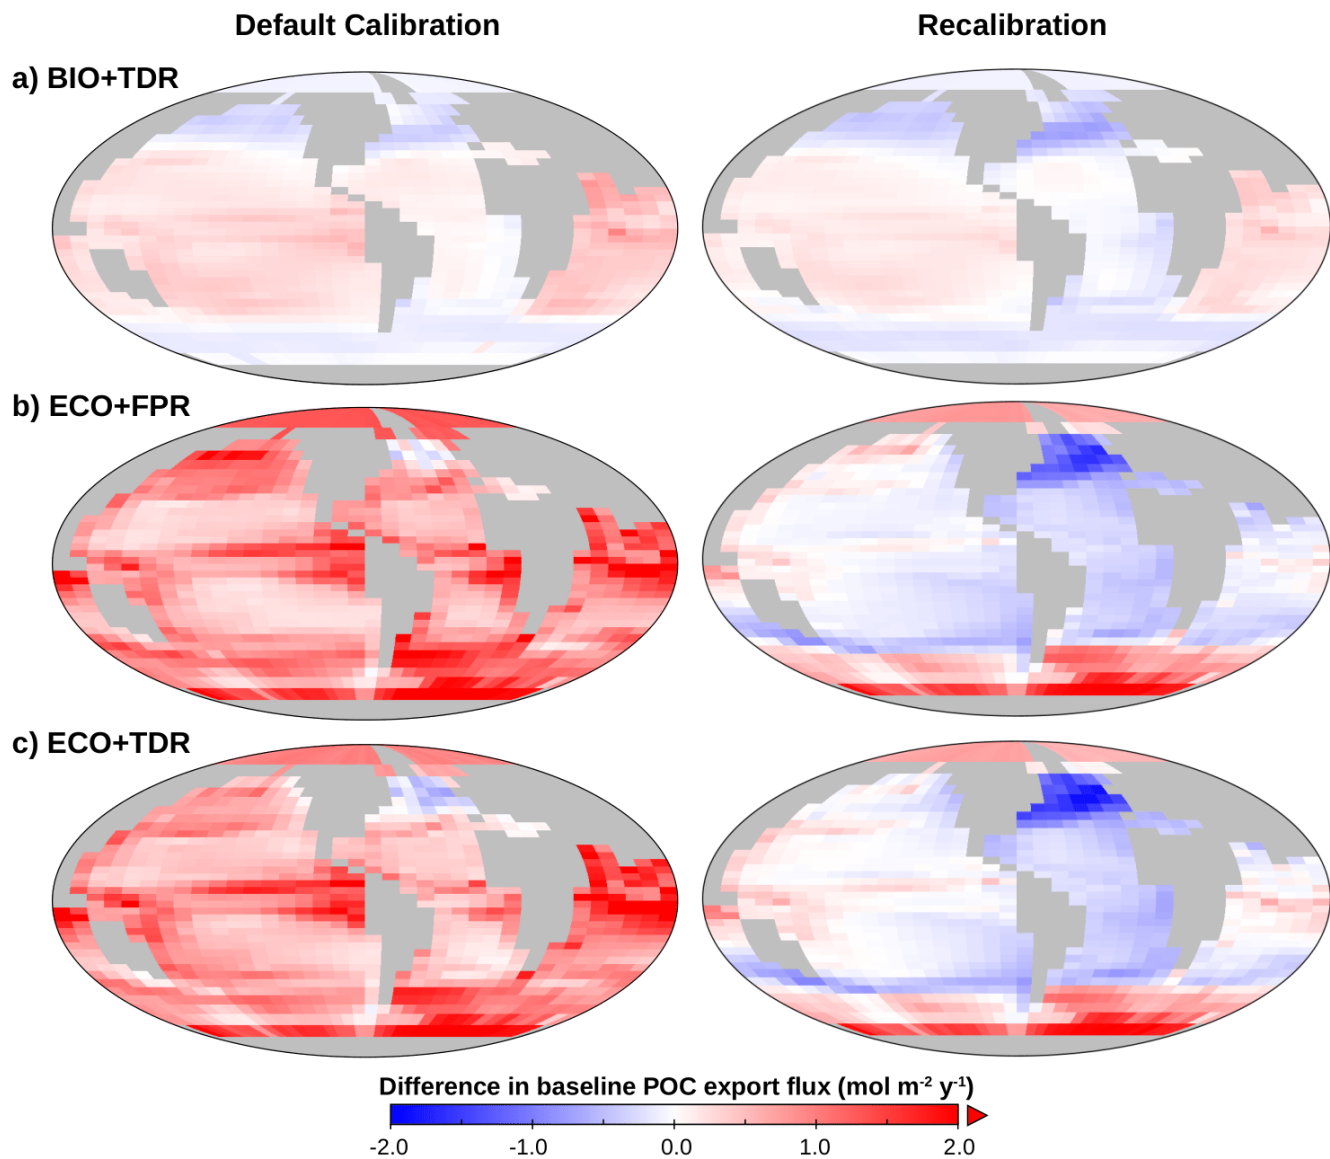 Default Calibration Recalibration
a) BIO+TDR
b) ECO+FPR
c) ECO+TDR
Difference in baseline POC export flux (mol m⁻² y⁻¹)
-2.0 -1.0 0.0 1.0 2.0